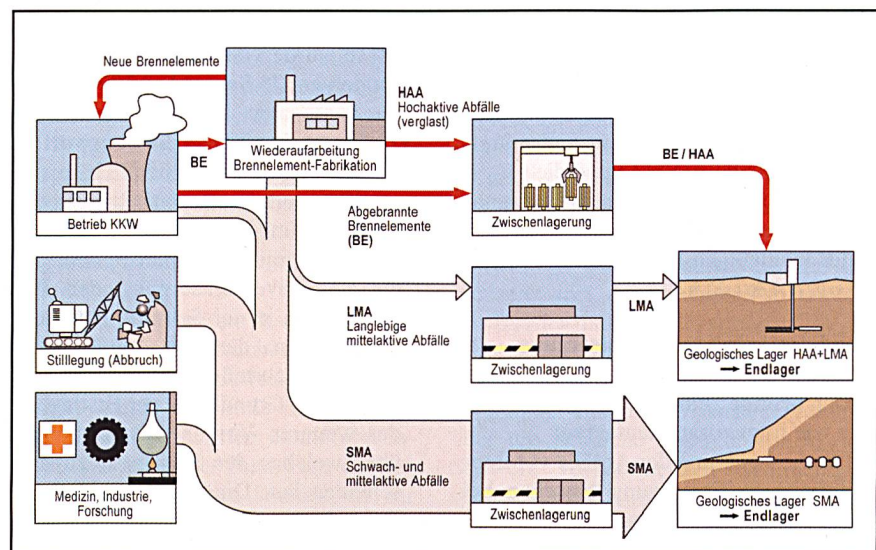 Neue Brennelemente
HAA
Hochaktive Abfälle
(verglast)
Wiederaufarbeitung
Brennelement-Fabrikation
BE
BE / HAA
Betrieb KKW
Abgebrannte
Brennelemente
(BE)
Zwischenlagerung
LMA
Langlebige
mittelaktive Abfälle
LMA
Stilllegung (Abbruch)
Zwischenlagerung
Geologisches Lager HAA+LMA
→ Endlager
SMA
Schwach- und
mittelaktive Abfälle
SMA
Medizin, Industrie,
Forschung
Zwischenlagerung
Geologisches Lager SMA
→ Endlager